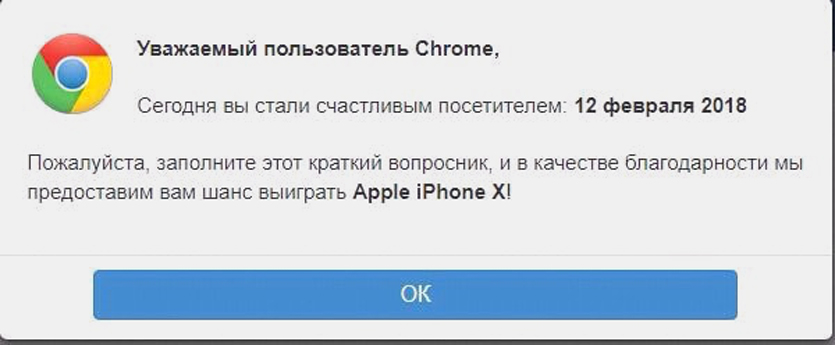 Уважаемый пользователь Chrome,
Сегодня вы стали счастливым посетителем: 12 февраля 2018
Пожалуйста, заполните этот краткий вопросник, и в качестве благодарности мы
предоставим вам шанс выиграть Apple iPhone X!
ОК